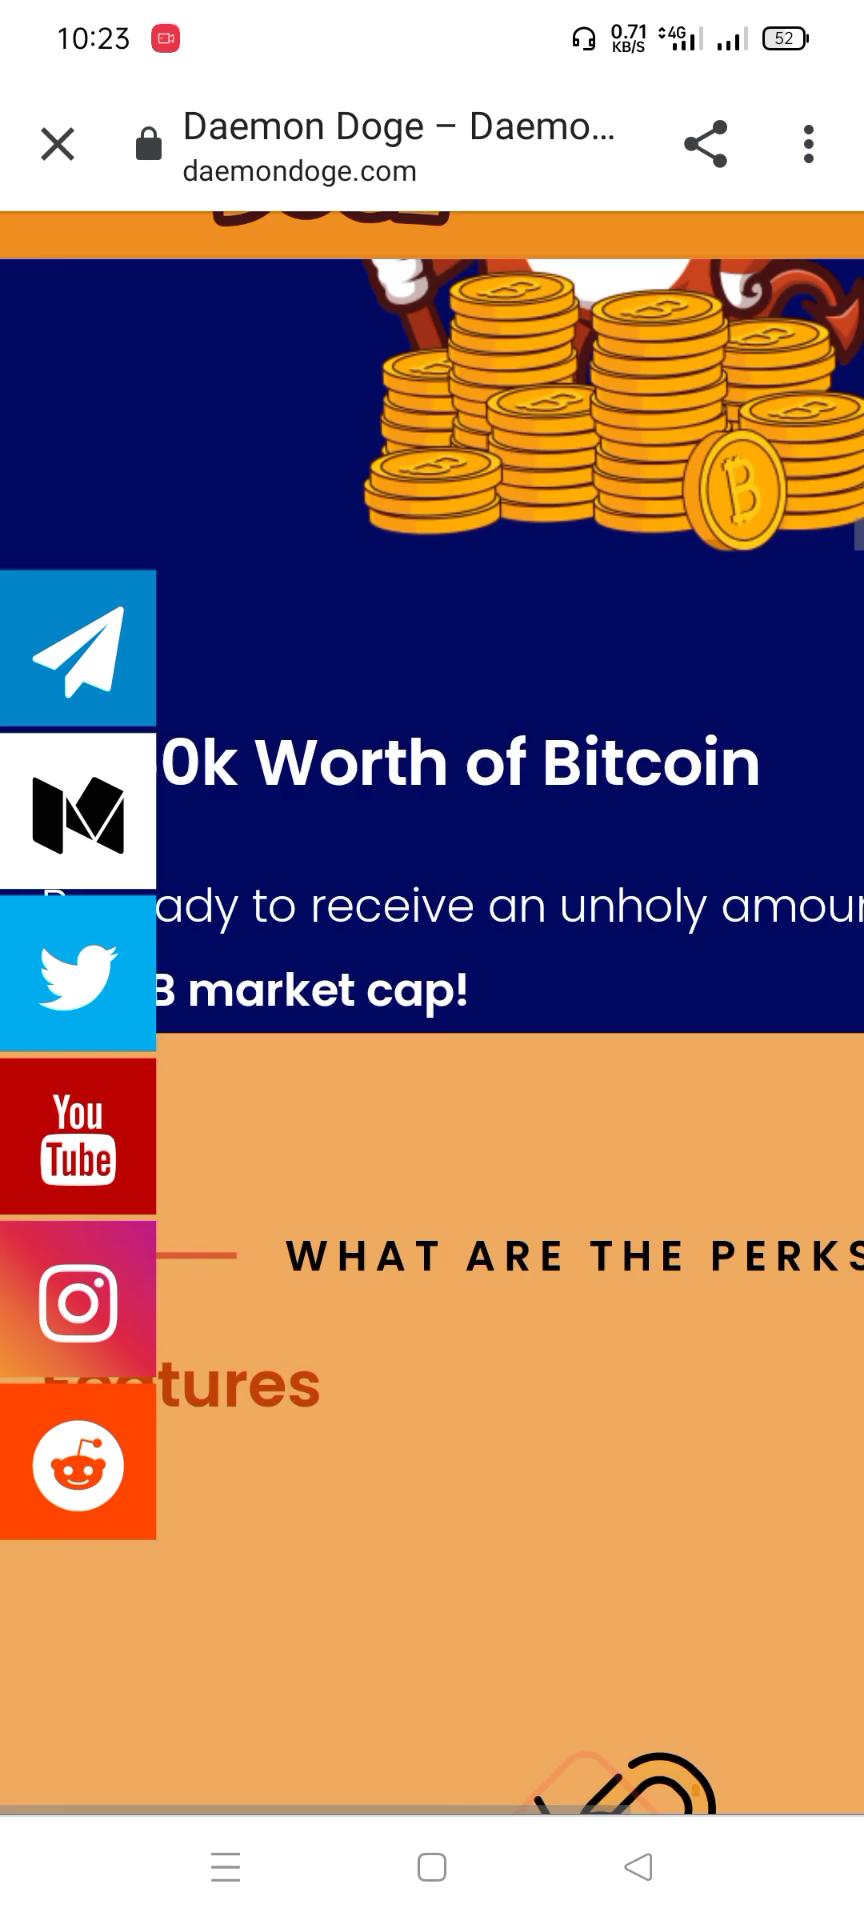 10:23
0.71
KB/S
4G
52
Daemon Doge – Daemo...
daemondoge.com
0k Worth of Bitcoin
ady to receive an unholy amour
B market cap!
You
Tube
WHAT ARE THE PERKS
tures